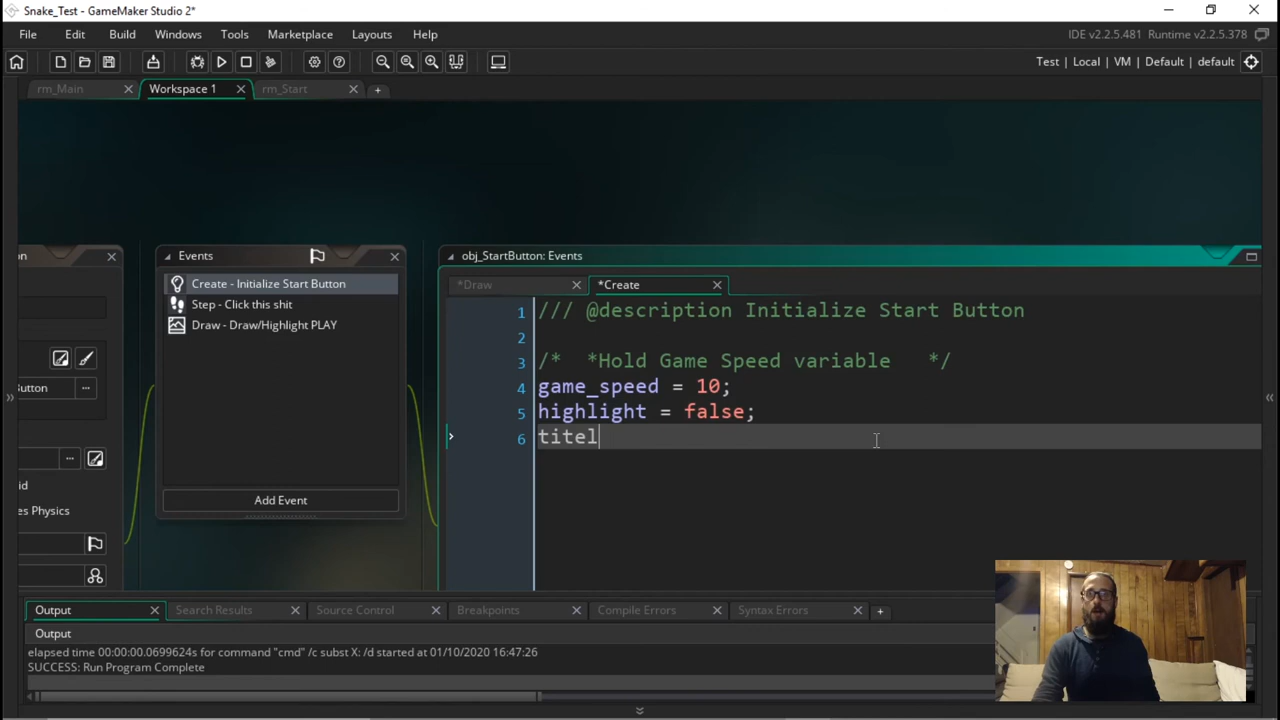 Snake_Test - GameMaker Studio 2*
File Edit Build Windows Tools Marketplace Layouts Help
IDE v2.2.5.481 Runtime v2.2.5.378
Test | Local | VM | Default | default
rm_Main Workspace 1 rm_Start
n
Events
Create - Initialize Start Button
Step - Click this shit
Draw - Draw/Highlight PLAY
Add Event
Button
id
es Physics
obj_StartButton: Events
*Draw *Create
1 /// @description Initialize Start Button
2
3 /* *Hold Game Speed variable */
4 game_speed = 10;
5 highlight = false;
6 titel
Output Search Results Source Control Breakpoints Compile Errors Syntax Errors
Output
elapsed time 00:00:00.0699624s for command "cmd" /c subst X: /d started at 01/10/2020 16:47:26
SUCCESS: Run Program Complete